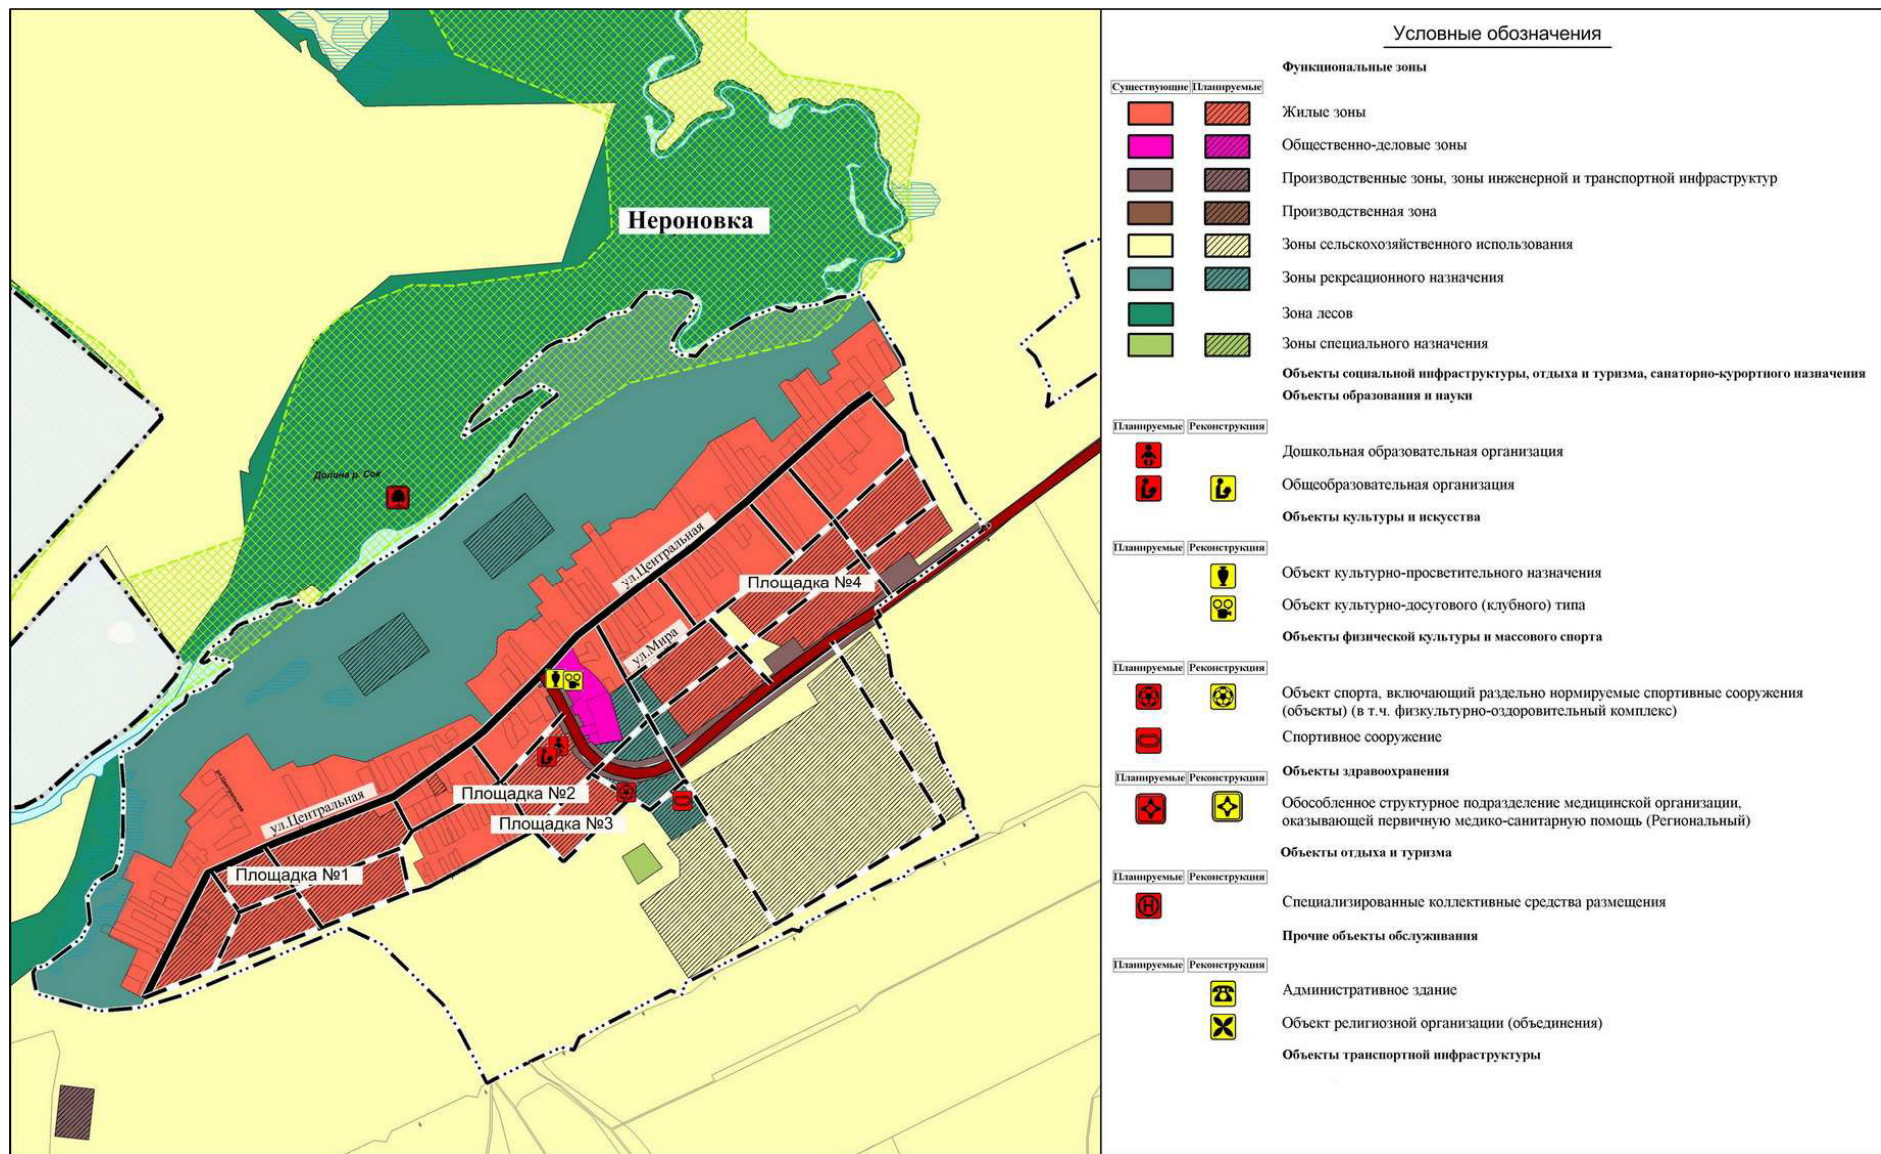 Нероновка
Долина р. Сок
ул.Центральная
Площадка №4
ул.Мира
Площадка №2
Площадка №3
ул.Центральная
ул.Центральная
Площадка №1
Условные обозначения
Функциональные зоны
Существующие Планируемые
Жилые зоны
Общественно-деловые зоны
Производственные зоны, зоны инженерной и транспортной инфраструктур
Производственная зона
Зоны сельскохозяйственного использования
Зоны рекреационного назначения
Зона лесов
Зоны специального назначения
Объекты социальной инфраструктуры, отдыха и туризма, санаторно-курортного назначения
Объекты образования и науки
Планируемые Реконструкция
Дошкольная образовательная организация
Общеобразовательная организация
Объекты культуры и искусства
Планируемые Реконструкция
Объект культурно-просветительного назначения
Объект культурно-досугового (клубного) типа
Объекты физической культуры и массового спорта
Планируемые Реконструкция
Объект спорта, включающий раздельно нормируемые спортивные сооружения
(объекты) (в т.ч. физкультурно-оздоровительный комплекс)
Спортивное сооружение
Объекты здравоохранения
Планируемые Реконструкция
Обособленное структурное подразделение медицинской организации,
оказывающей первичную медико-санитарную помощь (Региональный)
Объекты отдыха и туризма
Планируемые Реконструкция
Специализированные коллективные средства размещения
Прочие объекты обслуживания
Планируемые Реконструкция
Административное здание
Объект религиозной организации (объединения)
Объекты транспортной инфраструктуры